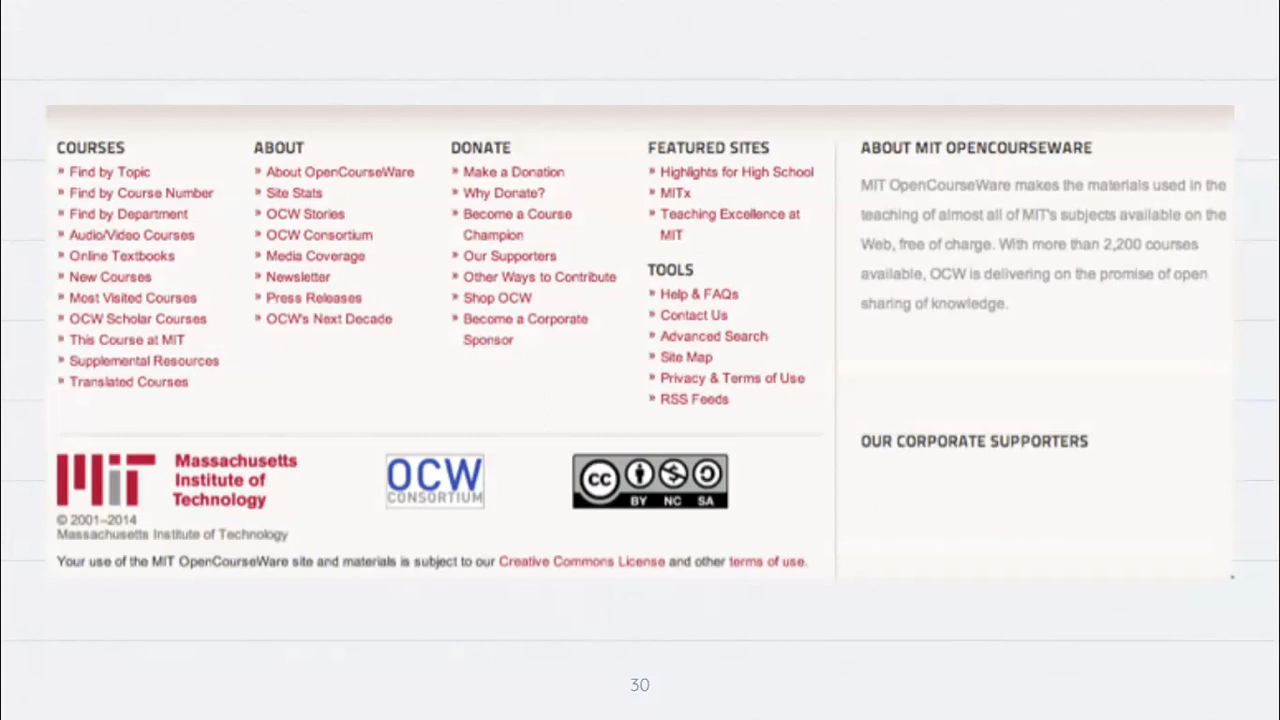 COURSES
» Find by Topic
» Find by Course Number
» Find by Department
» Audio/Video Courses
» Online Textbooks
» New Courses
» Most Visited Courses
» OCW Scholar Courses
» This Course at MIT
» Supplemental Resources
» Translated Courses
ABOUT
» About OpenCourseWare
» Site Stats
» OCW Stories
» OCW Consortium
» Media Coverage
» Newsletter
» Press Releases
» OCW's Next Decade
DONATE
» Make a Donation
» Why Donate?
» Become a Course
Champion
» Our Supporters
» Other Ways to Contribute
» Shop OCW
» Become a Corporate
Sponsor
FEATURED SITES
» Highlights for High School
» MITx
» Teaching Excellence at
MIT
TOOLS
» Help & FAQs
» Contact Us
» Advanced Search
» Site Map
» Privacy & Terms of Use
» RSS Feeds
ABOUT MIT OPENCOURSEWARE
MIT OpenCourseWare makes the materials used in the
teaching of almost all of MIT's subjects available on the
Web, free of charge. With more than 2,200 courses
available, OCW is delivering on the promise of open
sharing of knowledge.
OUR CORPORATE SUPPORTERS
MIT
Massachusetts
Institute of
Technology
OCW
CONSORTIUM
cc
BY NC SA
© 2001–2014
Massachusetts Institute of Technology
Your use of the MIT OpenCourseWare site and materials is subject to our Creative Commons License and other terms of use.
30